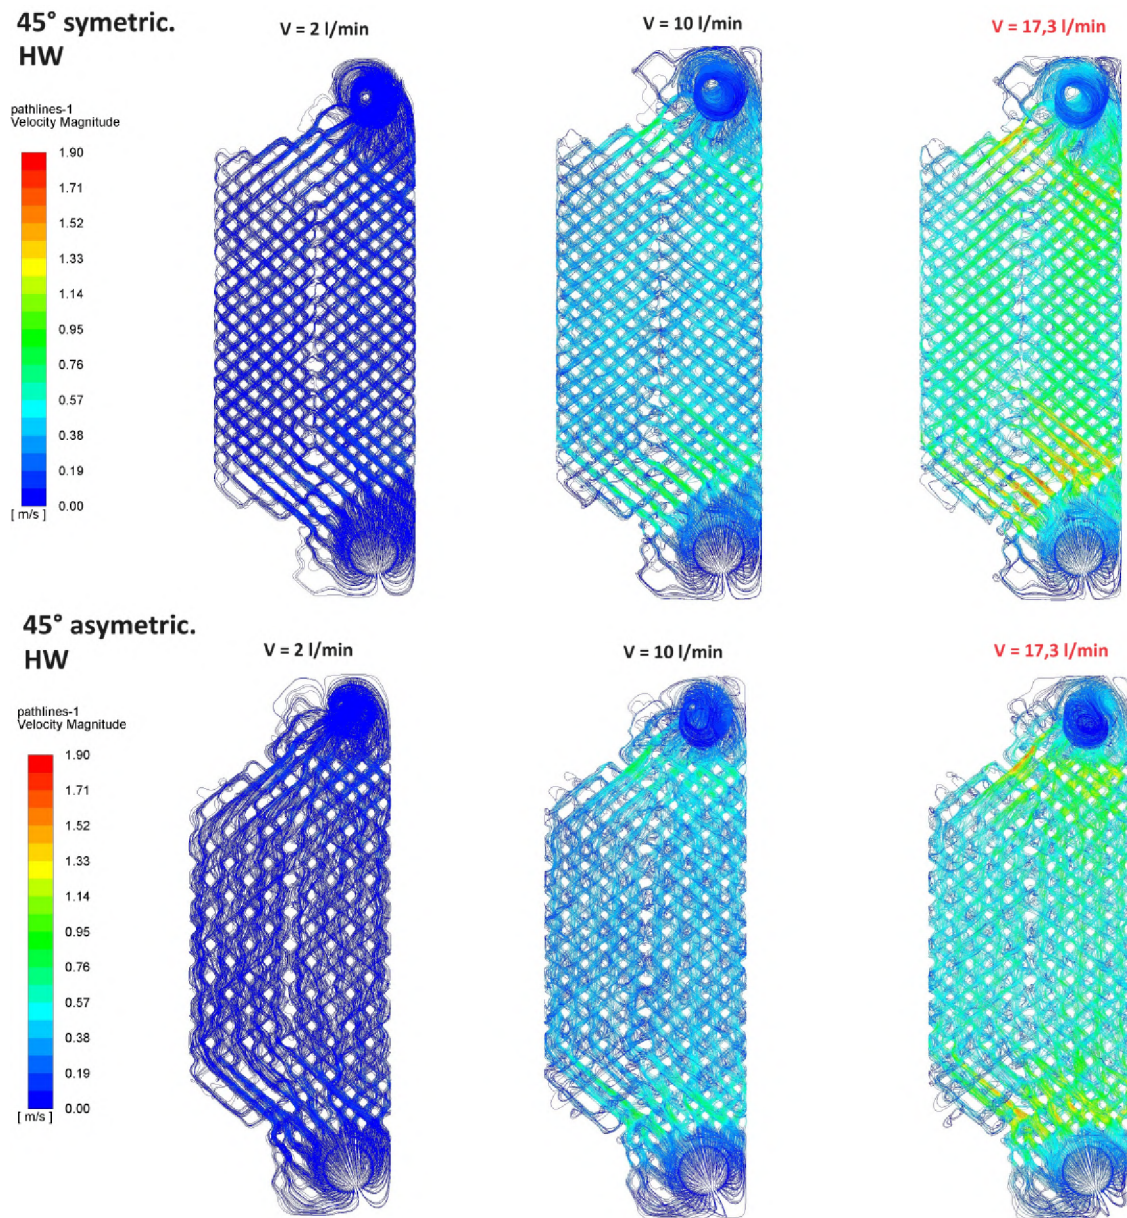 45° symetric.
HW
V = 2 l/min
V = 10 l/min
V = 17,3 l/min
pathlines-1
Velocity Magnitude
1.90
1.71
1.52
1.33
1.14
0.95
0.76
0.57
0.38
0.19
0.00
[ m/s ]
45° asymetric.
HW
V = 2 l/min
V = 10 l/min
V = 17,3 l/min
pathlines-1
Velocity Magnitude
1.90
1.71
1.52
1.33
1.14
0.95
0.76
0.57
0.38
0.19
0.00
[ m/s ]